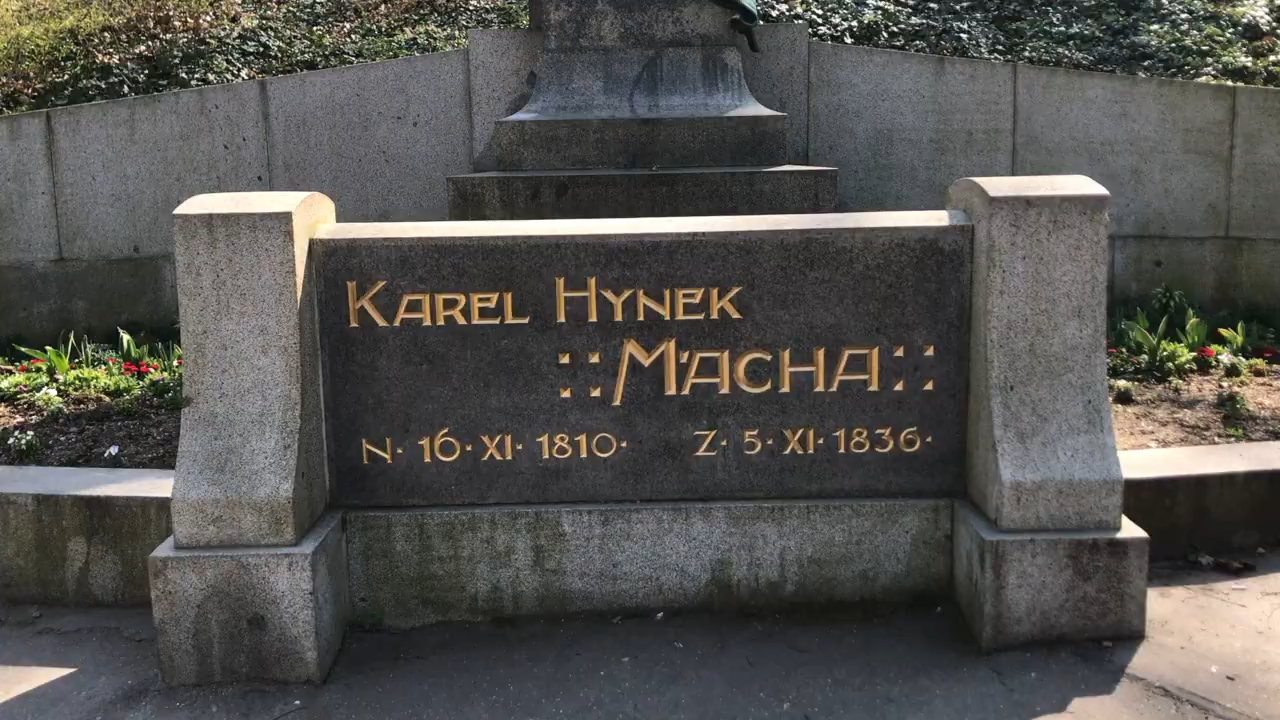 KAREL HYNEK
:: MÁCHA ::
N· 16· XI· 1810· Z· 5· XI· 1836·